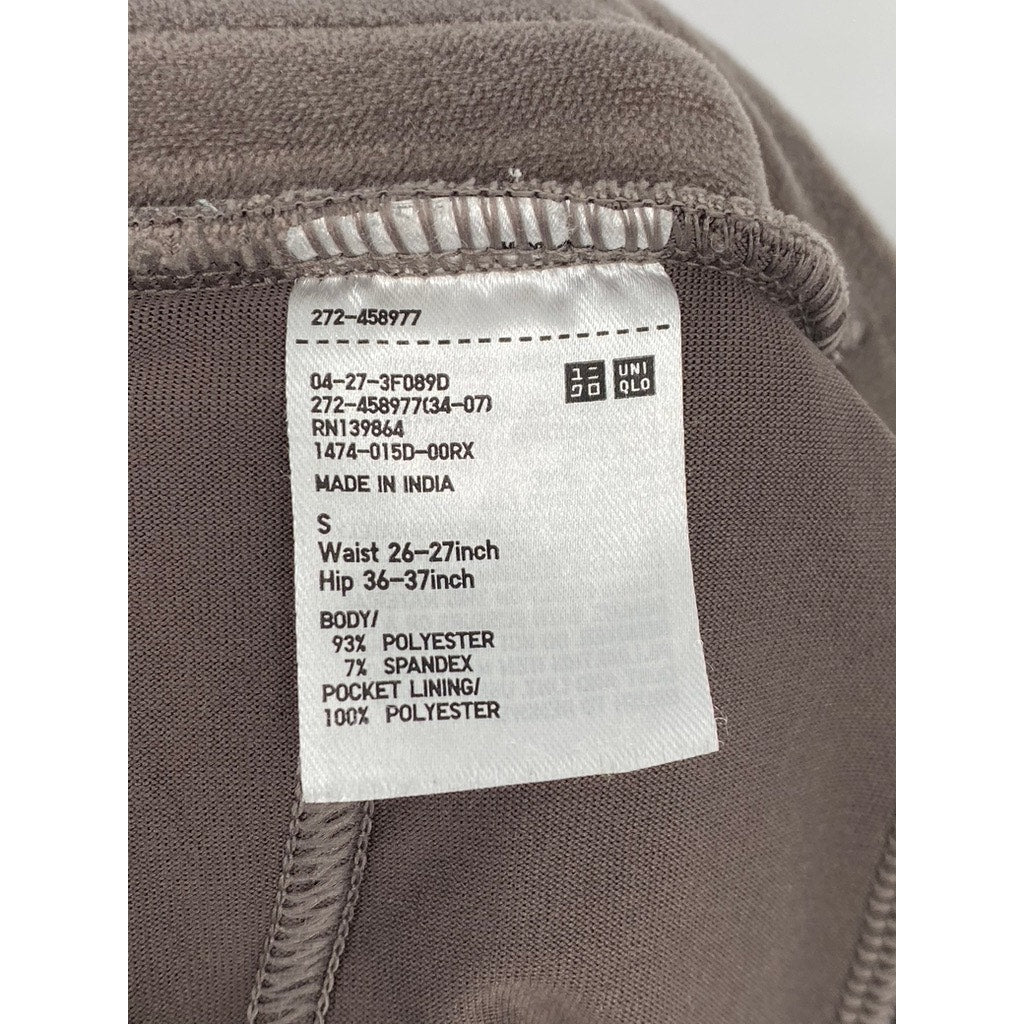 272-458977
04-27-3F089D
272-458977(34-07)
RN139864
1474-015D-00RX
MADE IN INDIA
ユニ
クロ
UNI
QLO
S
Waist 26-27inch
Hip 36-37inch
BODY/
93% POLYESTER
7% SPANDEX
POCKET LINING/
100% POLYESTER